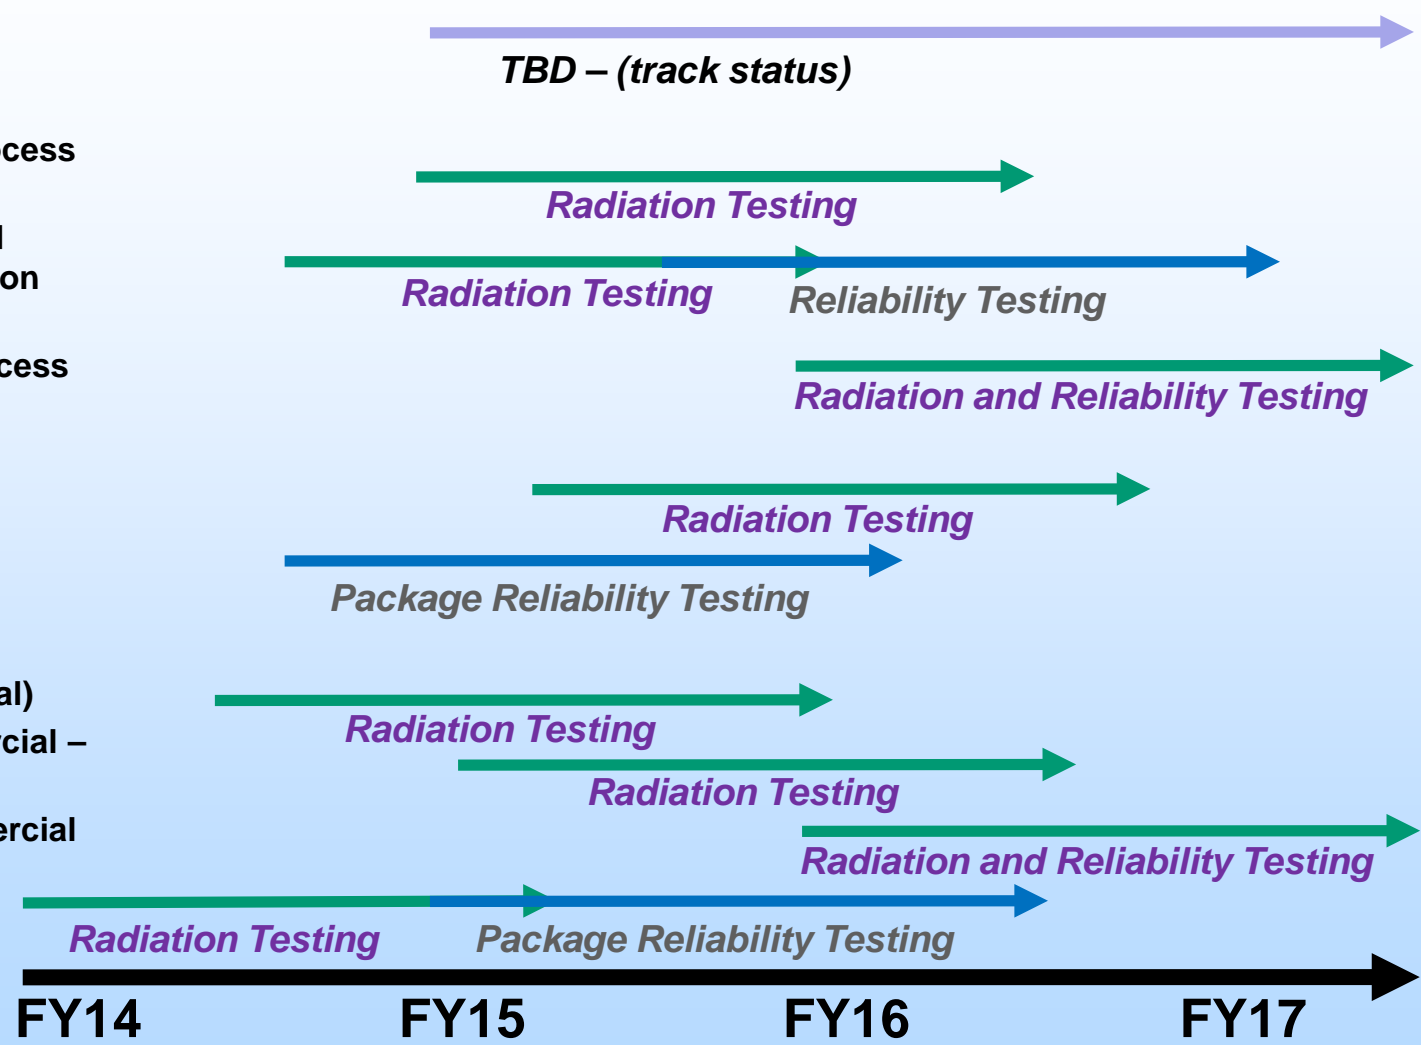 TBD – (track status)
ocess
Radiation Testing
on
Radiation Testing
Reliability Testing
cess
Radiation and Reliability Testing
Radiation Testing
Package Reliability Testing
al)
Radiation Testing
cial –
Radiation Testing
ercial
Radiation and Reliability Testing
Radiation Testing
Package Reliability Testing
FY14
FY15
FY16
FY17